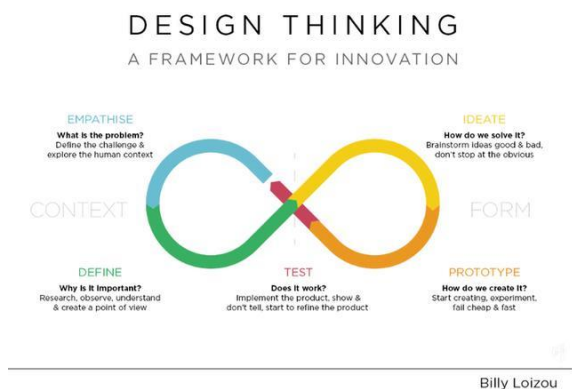 DESIGN THINKING
A FRAMEWORK FOR INNOVATION
EMPATHISE
What is the problem?
Define the challenge &
explore the human context
IDEATE
How do we solve it?
Brainstorm ideas good & bad,
don't stop at the obvious
CONTEXT
FORM
DEFINE
Why is it important?
Research, observe, understand
& create a point of view
TEST
Does it work?
Implement the product, show &
don't tell, start to refine the product
PROTOTYPE
How do we create it?
Start creating, experiment,
fail cheap & fast
Billy Loizou